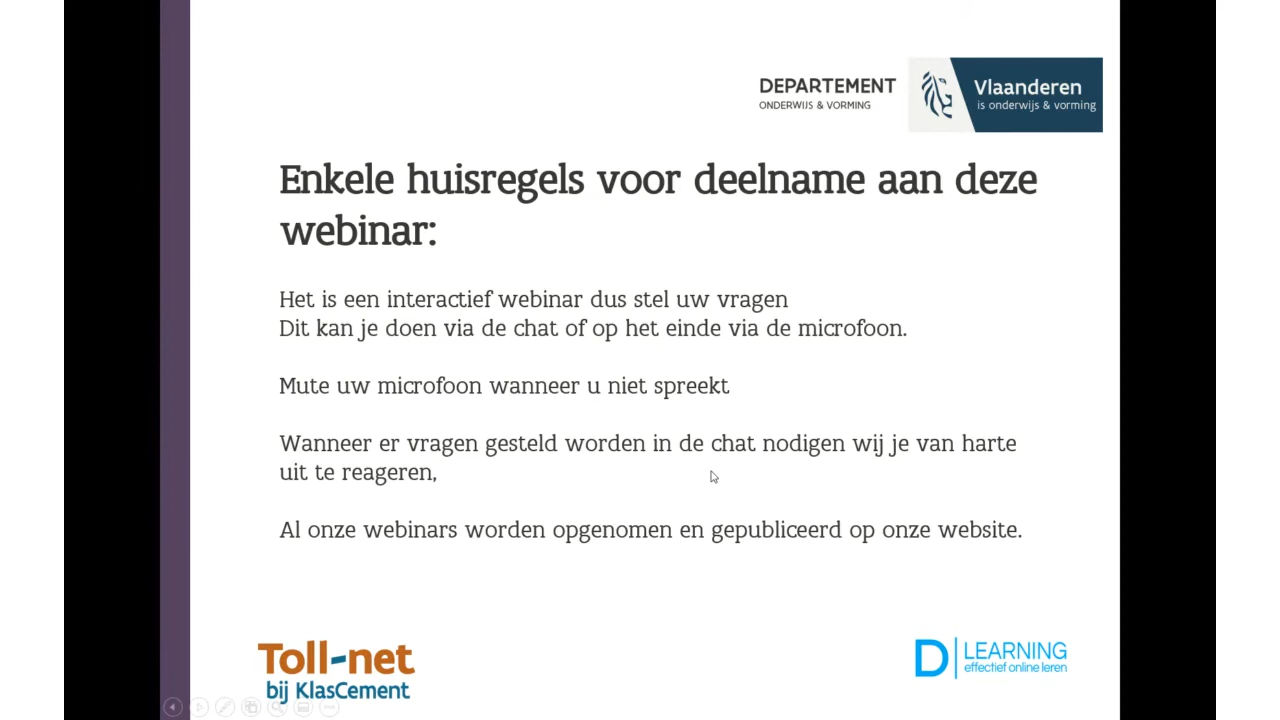 DEPARTEMENT
ONDERWIJS & VORMING
Vlaanderen
is onderwijs & vorming
Enkele huisregels voor deelname aan deze
webinar:
Het is een interactief webinar dus stel uw vragen
Dit kan je doen via de chat of op het einde via de microfoon.
Mute uw microfoon wanneer u niet spreekt
Wanneer er vragen gesteld worden in de chat nodigen wij je van harte
uit te reageren,
Al onze webinars worden opgenomen en gepubliceerd op onze website.
Toll-net
bij KlasCement
D LEARNING
effectief online leren